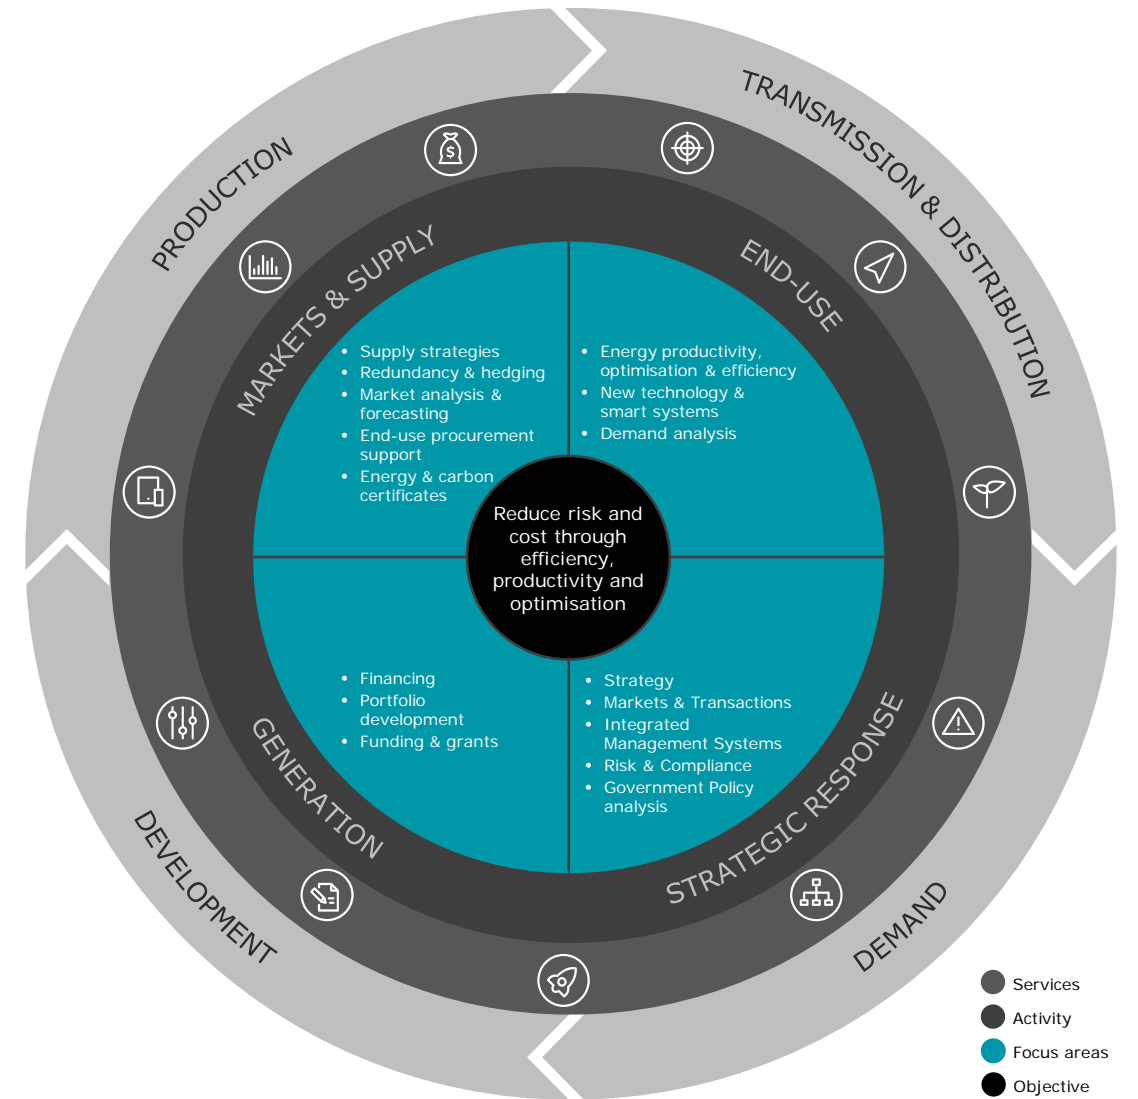 PRODUCTION
TRANSMISSION & DISTRIBUTION
MARKETS & SUPPLY
END-USE
$
• Supply strategies
• Redundancy & hedging
• Market analysis &
forecasting
• End-use procurement
support
• Energy & carbon
certificates
• Energy productivity,
optimisation & efficiency
• New technology &
smart systems
• Demand analysis
Reduce risk and
cost through
efficiency,
productivity and
optimisation
• Financing
• Portfolio
development
• Funding & grants
• Strategy
• Markets & Transactions
• Integrated
Management Systems
• Risk & Compliance
• Government Policy
analysis
GENERATION
STRATEGIC RESPONSE
DEVELOPMENT
DEMAND
Services
Activity
Focus areas
Objective